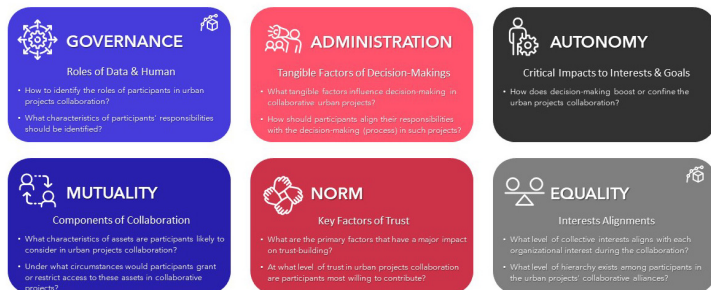 GOVERNANCE
Roles of Data & Human
• How to identify the roles of participants in urban
projects collaboration?
• What characteristics of participants' responsibilities
should be identified?
ADMINISTRATION
Tangible Factors of Decision-Makings
• What tangible factors influence decision-making in
collaborative urban projects?
• How should participants align their responsibilities
with the decision-making (process) in such projects?
AUTONOMY
Critical Impacts to Interests & Goals
• How does decision-making boost or confine the
urban projects collaboration?
MUTUALITY
Components of Collaboration
• What characteristics of assets are participants likely to
consider in urban projects collaboration?
• Under what circumstances would participants grant
or restrict access to these assets in collaborative
projects?
NORM
Key Factors of Trust
• What are the primary factors that have a major impact
on trust-building?
• At what level of trust in urban projects collaboration
are participants most willing to contribute?
EQUALITY
Interests Alignments
• What level of collective interest aligns with each
organizational interest during the collaboration?
• What level of hierarchy exists among participants in
the urban projects' collaborative alliances?